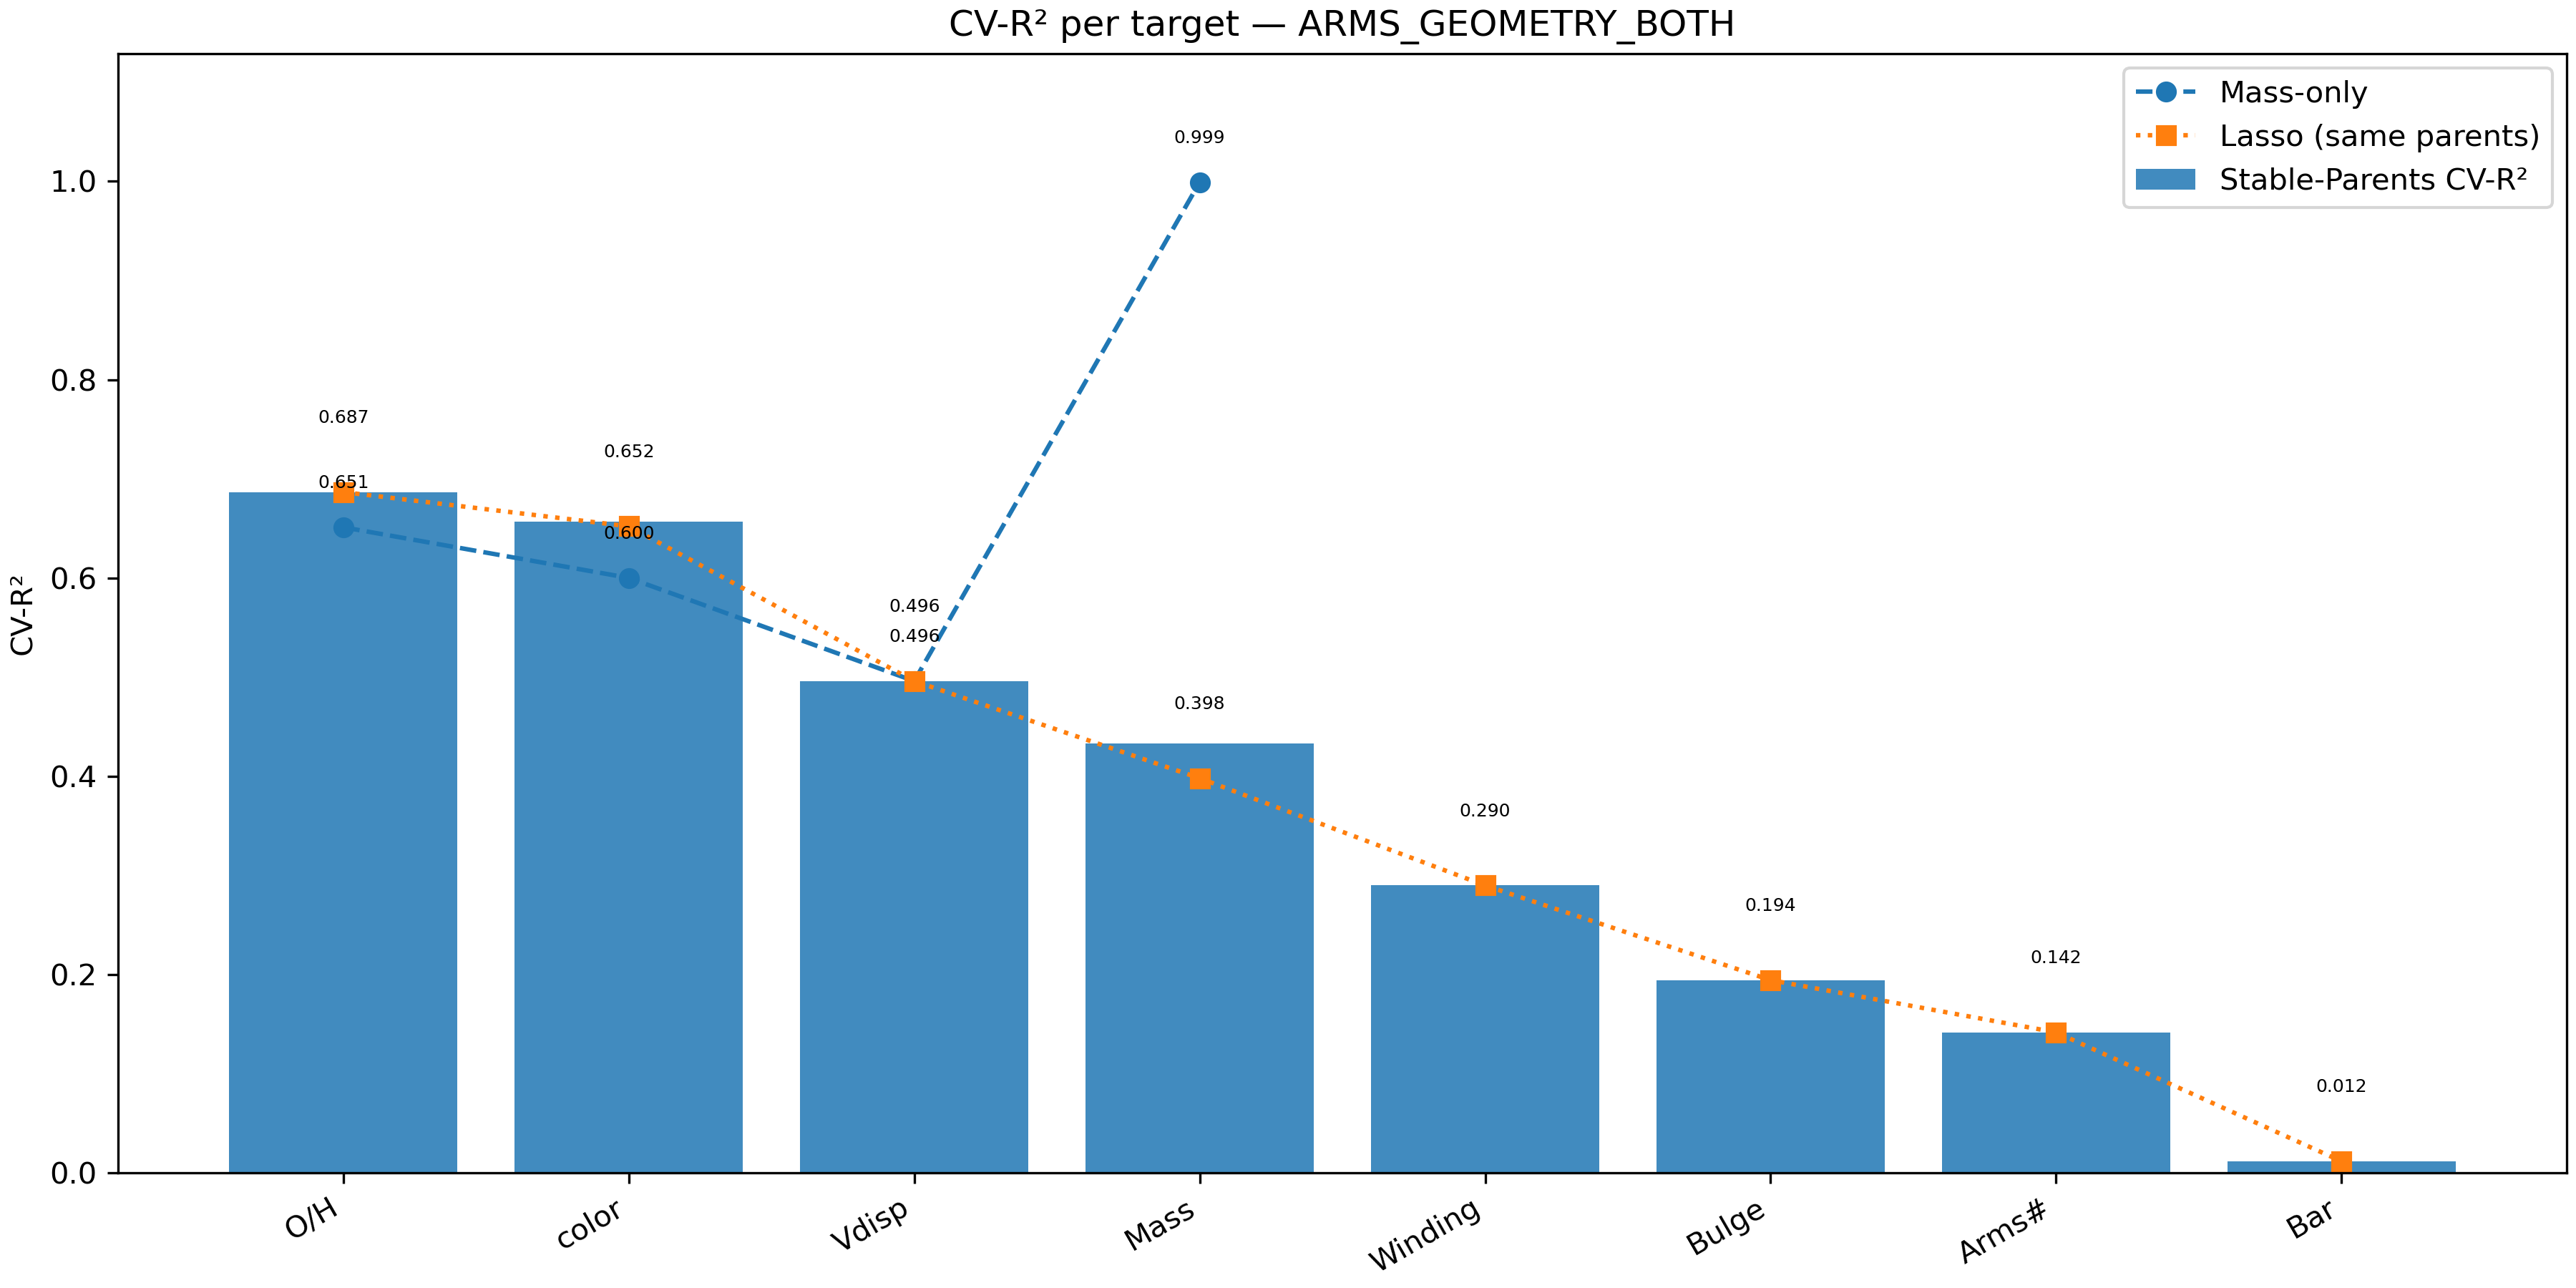 CV-R² per target — ARMS_GEOMETRY_BOTH
Mass-only
Lasso (same parents)
Stable-Parents CV-R²
CV-R²
1.0
0.8
0.6
0.4
0.2
0.0
0.999
0.687
0.651
0.652
0.600
0.496
0.496
0.398
0.290
0.194
0.142
0.012
O/H
color
Vdisp
Mass
Winding
Bulge
Arms#
Bar